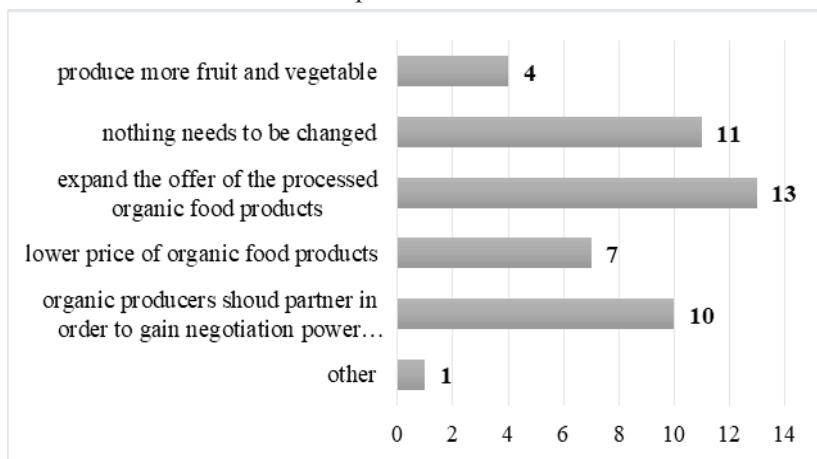 produce more fruit and vegetable
4
nothing needs to be changed
11
expand the offer of the processed
organic food products
13
lower price of organic food products
7
organic producers shoud partner in
order to gain negotiation power…
10
other
1
0 2 4 6 8 10 12 14